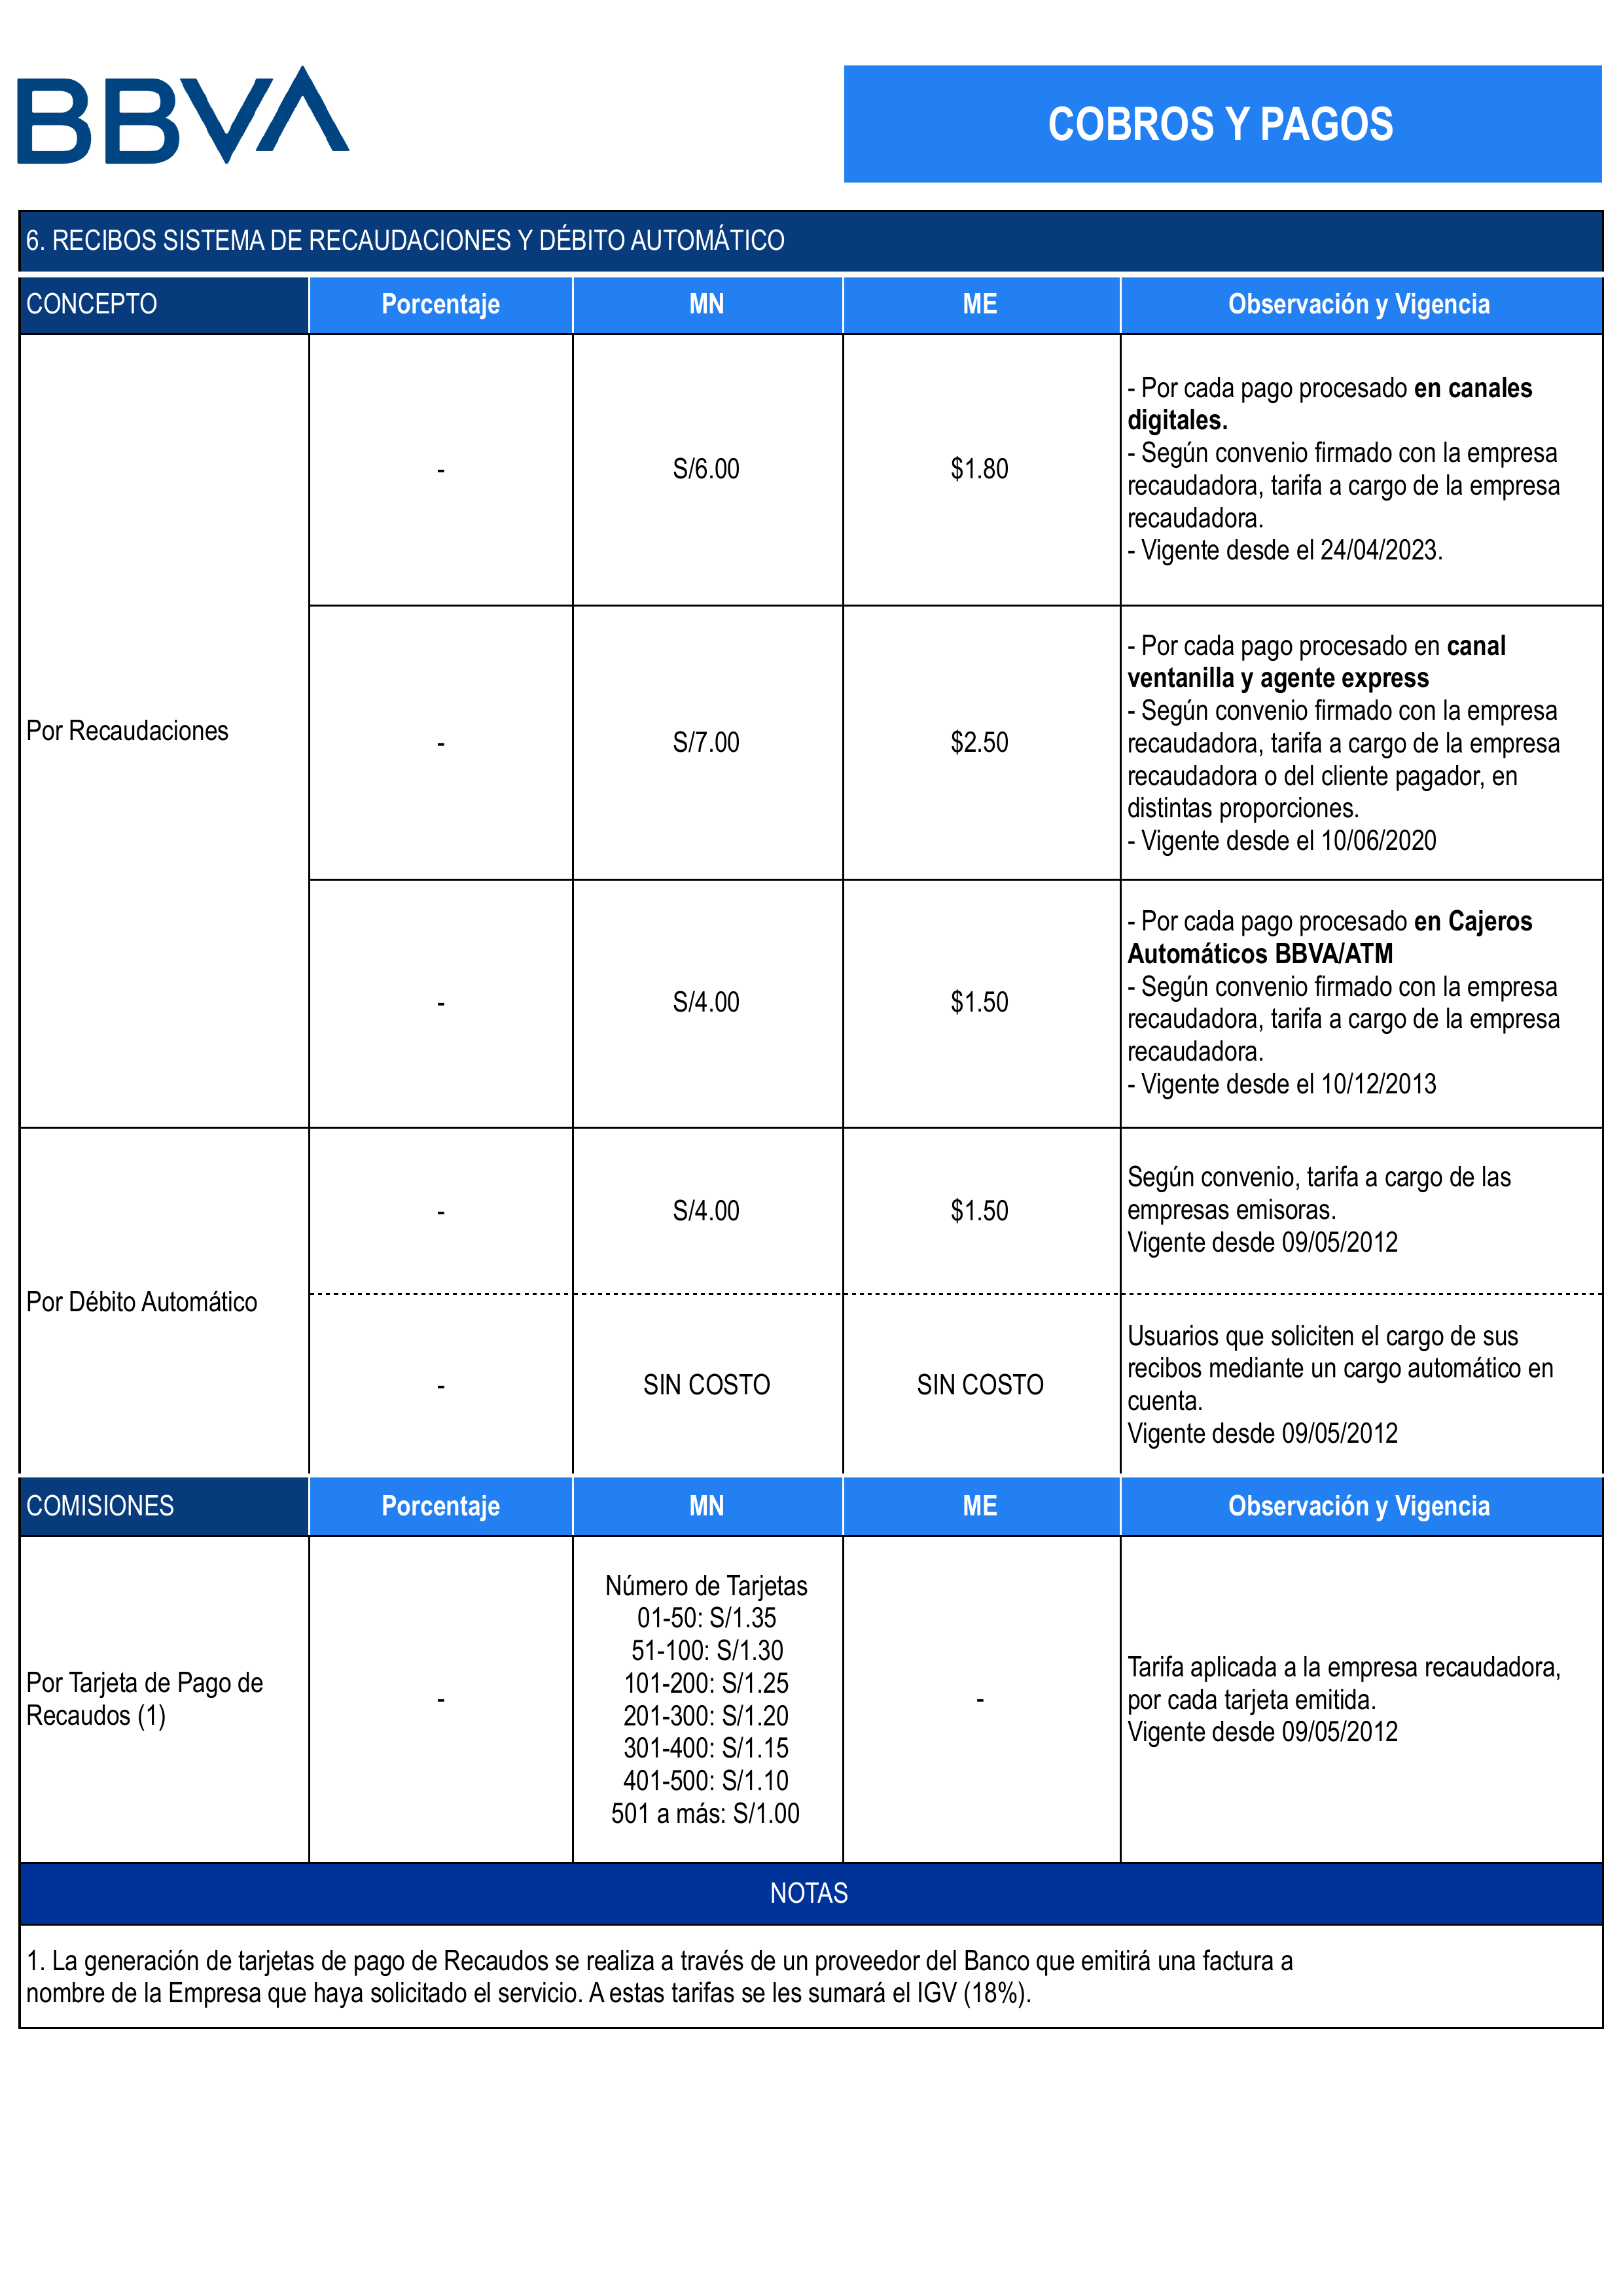 BBVA
COBROS Y PAGOS
6. RECIBOS SISTEMA DE RECAUDACIONES Y DÉBITO AUTOMÁTICO
CONCEPTO Porcentaje MN ME Observación y Vigencia
Por Recaudaciones
- S/6.00 $1.80
- Por cada pago procesado en canales
digitales.
- Según convenio firmado con la empresa
recaudadora, tarifa a cargo de la empresa
recaudadora.
- Vigente desde el 24/04/2023.
- S/7.00 $2.50
- Por cada pago procesado en canal
ventanilla y agente express
- Según convenio firmado con la empresa
recaudadora, tarifa a cargo de la empresa
recaudadora o del cliente pagador, en
distintas proporciones.
- Vigente desde el 10/06/2020
- S/4.00 $1.50
- Por cada pago procesado en Cajeros
Automáticos BBVA/ATM
- Según convenio firmado con la empresa
recaudadora, tarifa a cargo de la empresa
recaudadora.
- Vigente desde el 10/12/2013
Por Débito Automático
- S/4.00 $1.50
Según convenio, tarifa a cargo de las
empresas emisoras.
Vigente desde 09/05/2012
- SIN COSTO SIN COSTO
Usuarios que soliciten el cargo de sus
recibos mediante un cargo automático en
cuenta.
Vigente desde 09/05/2012
COMISIONES Porcentaje MN ME Observación y Vigencia
Por Tarjeta de Pago de
Recaudos (1)
-
Número de Tarjetas
01-50: S/1.35
51-100: S/1.30
101-200: S/1.25
201-300: S/1.20
301-400: S/1.15
401-500: S/1.10
501 a más: S/1.00
-
Tarifa aplicada a la empresa recaudadora,
por cada tarjeta emitida.
Vigente desde 09/05/2012
NOTAS
1. La generación de tarjetas de pago de Recaudos se realiza a través de un proveedor del Banco que emitirá una factura a
nombre de la Empresa que haya solicitado el servicio. A estas tarifas se les sumará el IGV (18%).